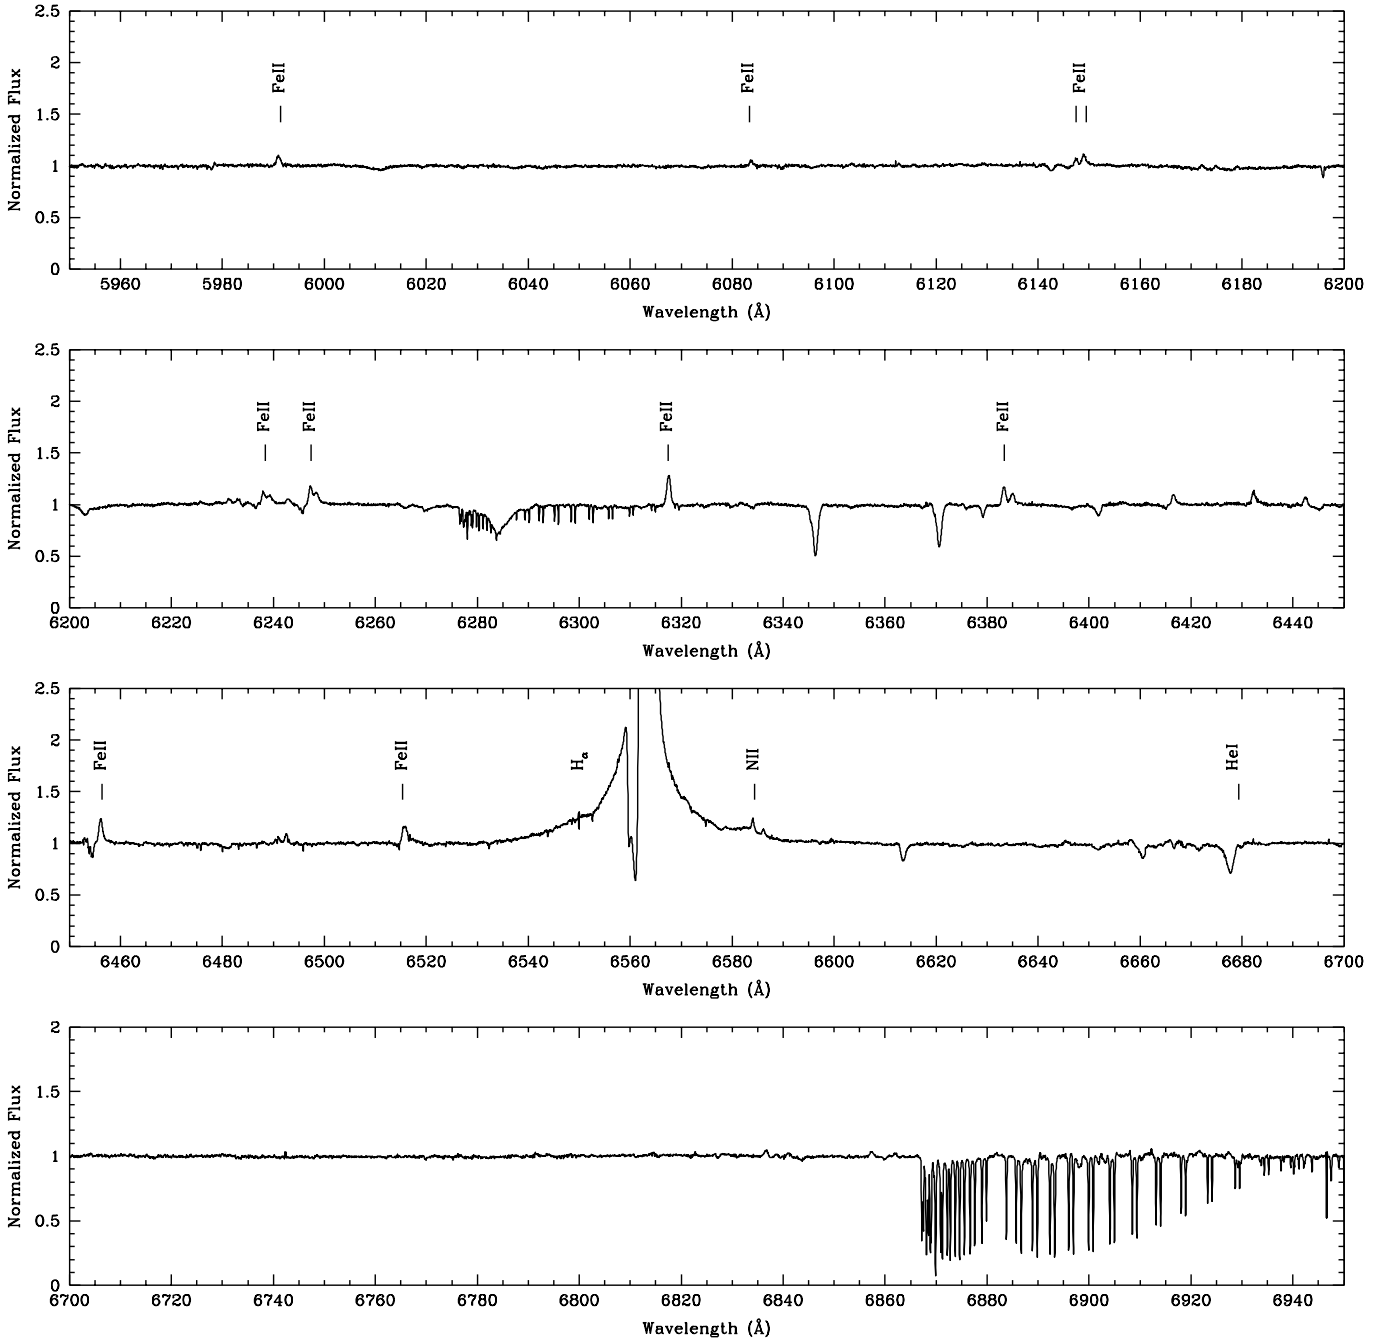 2.5
2
1.5
1
0.5
0
Normalized Flux
FeII
FeII
FeII
5960 5980 6000 6020 6040 6060 6080 6100 6120 6140 6160 6180 6200
Wavelength (Å)
2.5
2
1.5
1
0.5
0
Normalized Flux
FeII
FeII
FeII
FeII
6200 6220 6240 6260 6280 6300 6320 6340 6360 6380 6400 6420 6440
Wavelength (Å)
2.5
2
1.5
1
0.5
0
Normalized Flux
FeII
FeII
Hα
NII
HeI
6460 6480 6500 6520 6540 6560 6580 6600 6620 6640 6660 6680 6700
Wavelength (Å)
2
1.5
1
0.5
0
Normalized Flux
6700 6720 6740 6760 6780 6800 6820 6840 6860 6880 6900 6920 6940
Wavelength (Å)